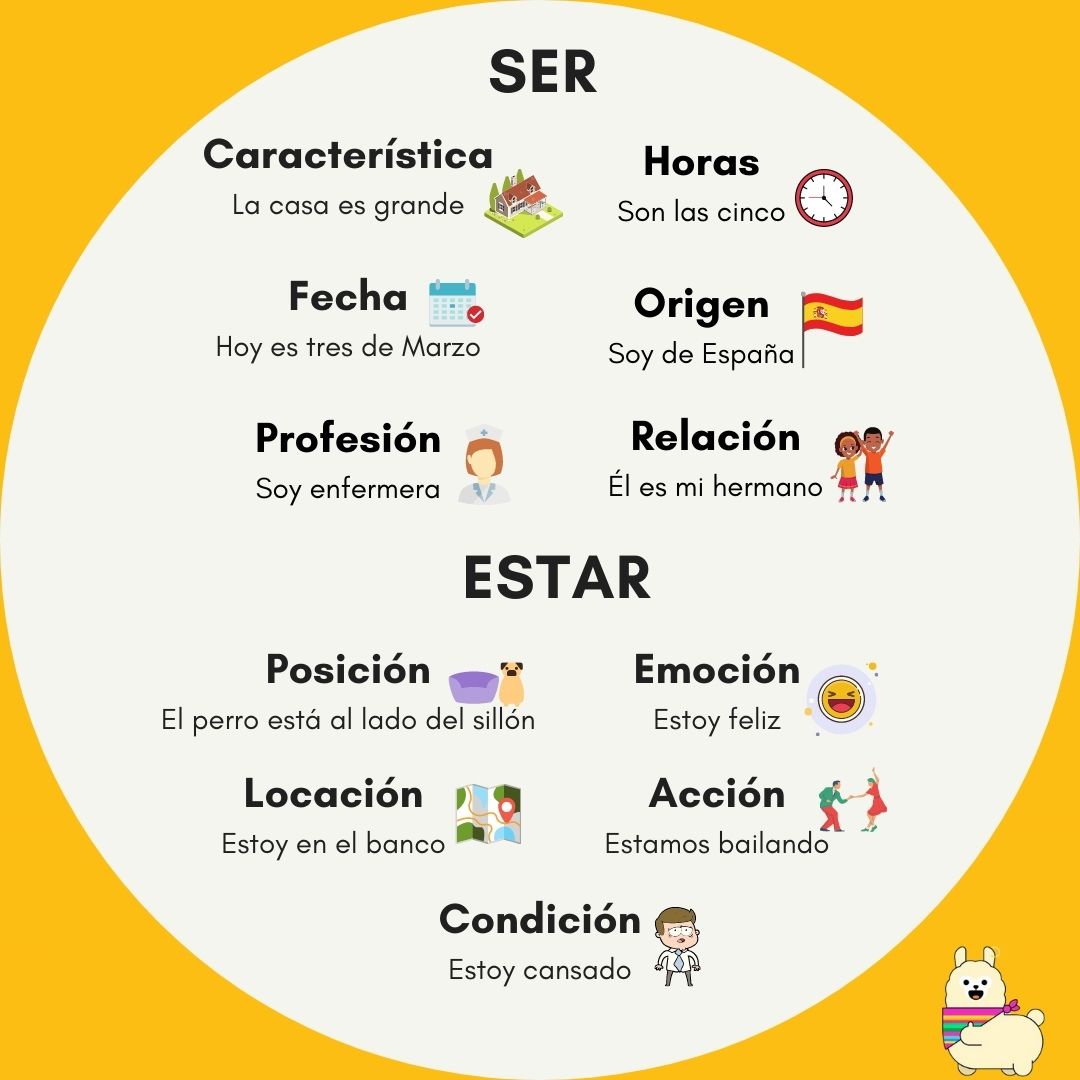 SER
Característica
La casa es grande
Horas
Son las cinco
Fecha
Hoy es tres de Marzo
Origen
Soy de España
Profesión
Soy enfermera
Relación
Él es mi hermano
ESTAR
Posición
El perro está al lado del sillón
Emoción
Estoy feliz
Locación
Estoy en el banco
Acción
Estamos bailando
Condición
Estoy cansado